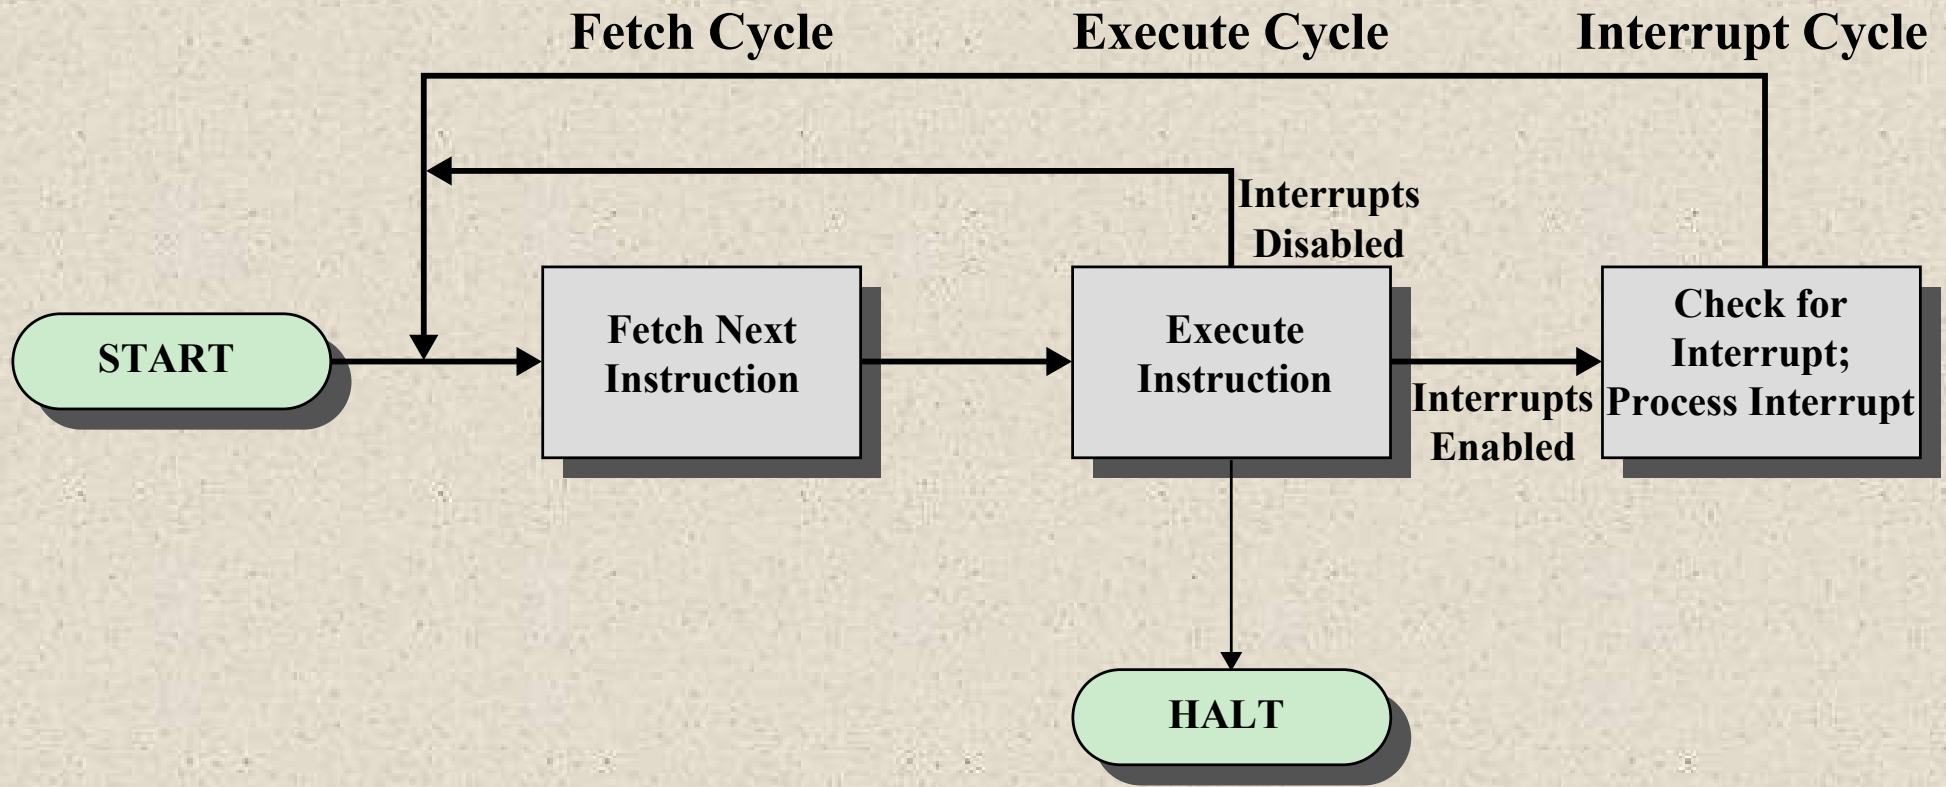 Fetch Cycle
Execute Cycle
Interrupt Cycle
Interrupts
Disabled
START
Fetch Next
Instruction
Execute
Instruction
Interrupts
Enabled
Check for
Interrupt;
Process Interrupt
HALT